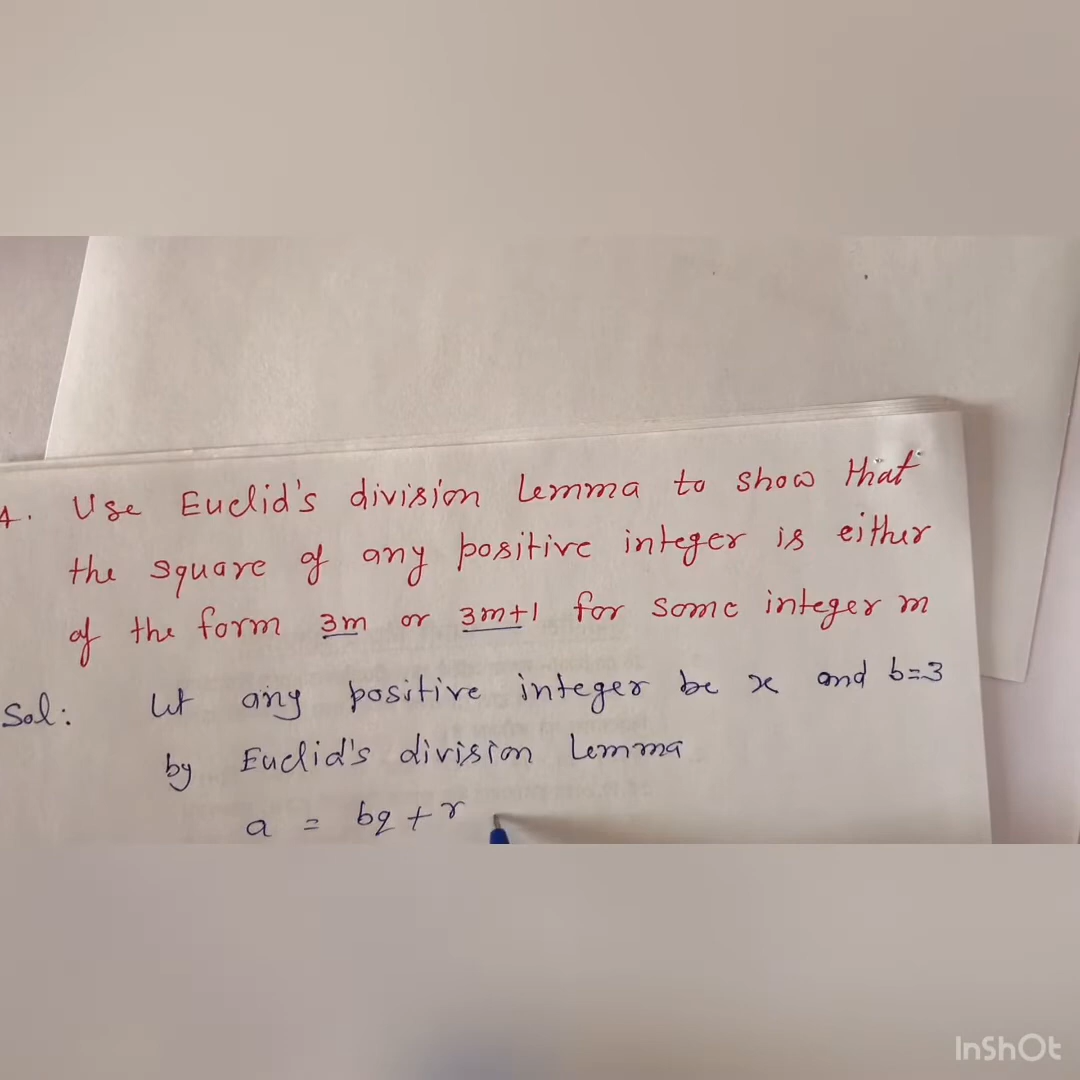 4. Use Euclid's division Lemma to show that
the square of any positive integer is either
of the form 3m or 3m+1 for some integer m
Sol: Let any positive integer be x and b=3
by Euclid's division Lemma
a = bq + r
InShOt